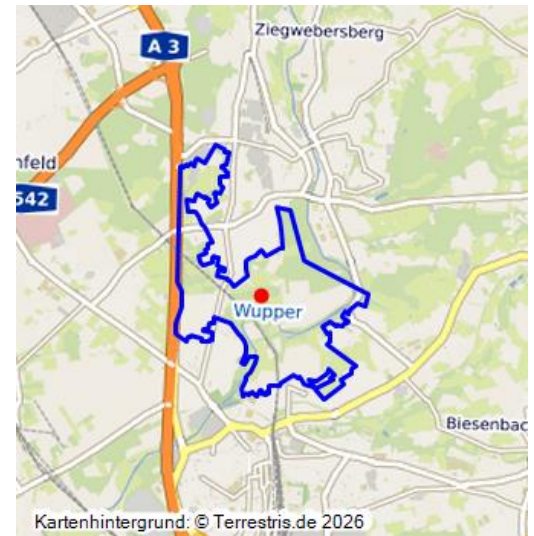 Ziegwebersberg
A 3
nfeld
542
Wupper
Biesenbac
Kartenhintergrund: © Terrestris.de 2026